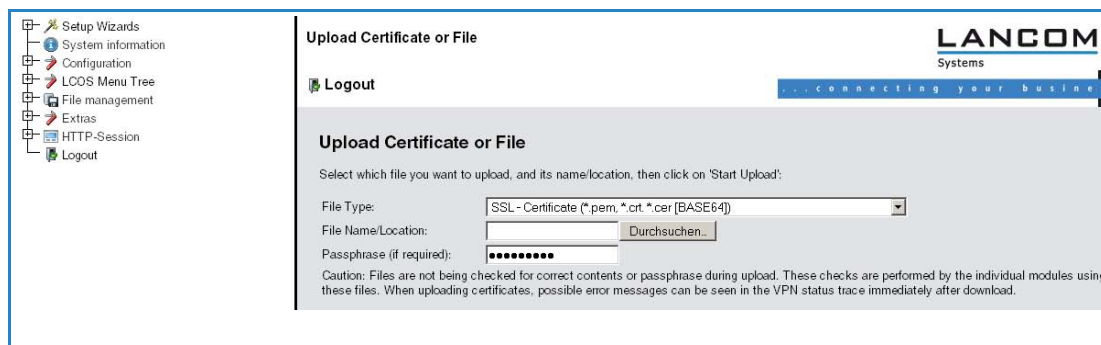 Setup Wizards
System information
Configuration
LCOS Menu Tree
File management
Extras
HTTP-Session
Logout
Upload Certificate or File
LANCOM
Systems
Logout
...connecting your busine
Upload Certificate or File
Select which file you want to upload, and its name/location, then click on 'Start Upload':
File Type: SSL - Certificate (*.pem, *.crt. *.cer [BASE64])
File Name/Location: Durchsuchen...
Passphrase (if required): ●●●●●●●●●
Caution: Files are not being checked for correct contents or passphrase during upload. These checks are performed by the individual modules using
these files. When uploading certificates, possible error messages can be seen in the VPN status trace immediately after download.